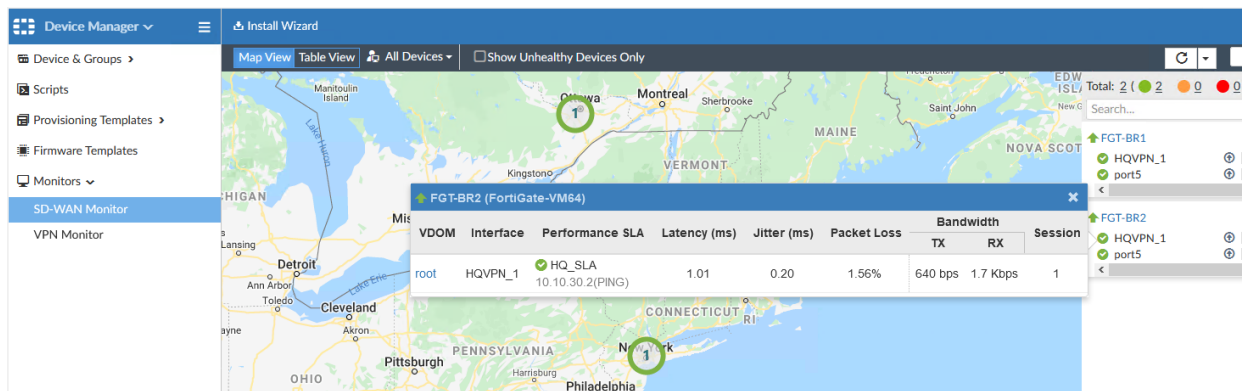 Device Manager
Install Wizard
Device & Groups
Scripts
Provisioning Templates
Firmware Templates
Monitors
SD-WAN Monitor
VPN Monitor
Map View Table View All Devices Show Unhealthy Devices Only
Total: 2 ( 2 0 0
Search...
FGT-BR1
HQVPN_1
port5
FGT-BR2
HQVPN_1
port5
FGT-BR2 (FortiGate-VM64)
VDOM Interface Performance SLA Latency (ms) Jitter (ms) Packet Loss Bandwidth Session
TX RX
root HQVPN_1 HQ_SLA 1.01 0.20 1.56% 640 bps 1.7 Kbps 1
10.10.30.2(PING)
Manitoulin
Island
Lake Huron
Ottawa
1
Montreal
Sherbrooke
Saint John
MAINE
NOVA SCOT
VERMONT
Kingston
Lansing
Detroit
Ann Arbor
Lake Erie
Toledo
Cleveland
Akron
Pittsburgh
PENNSYLVANIA
Harrisburg
OHIO
CONNECTICUT
RI
New York
1
Philadelphia